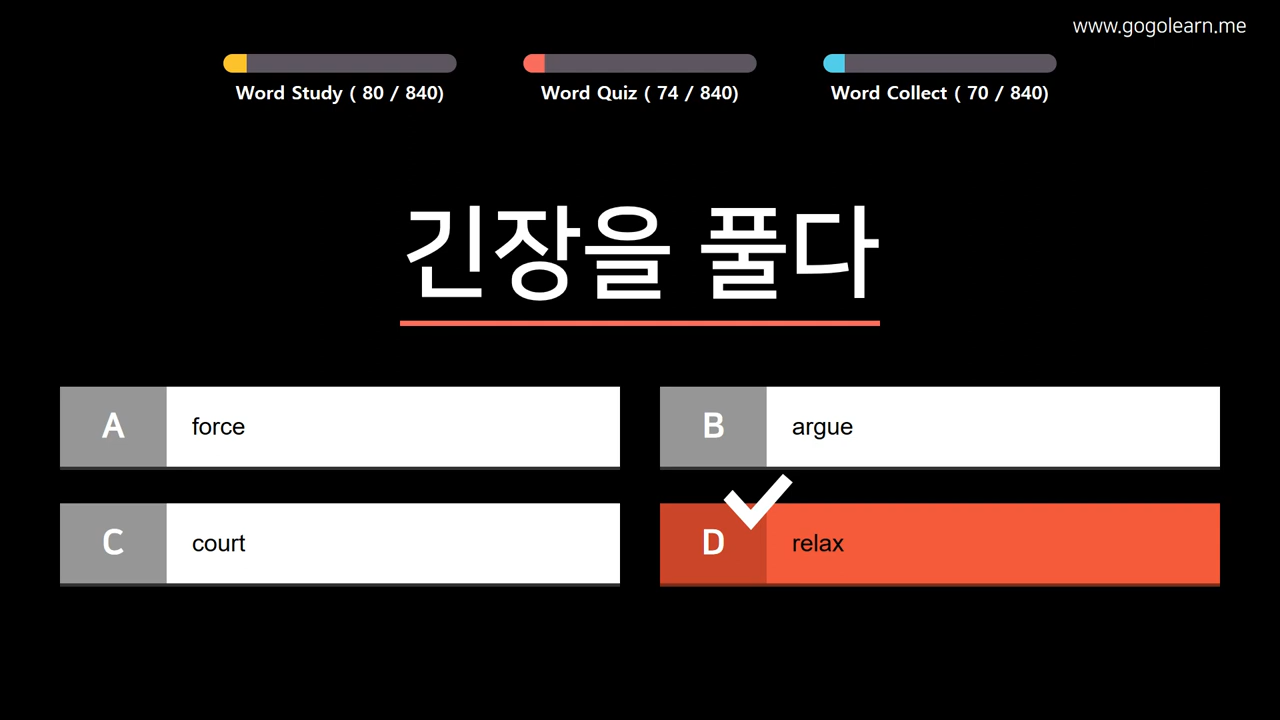 www.gogolearn.me
Word Study ( 80 / 840)
Word Quiz ( 74 / 840)
Word Collect ( 70 / 840)
긴장을 풀다
A force
B argue
C court
D relax